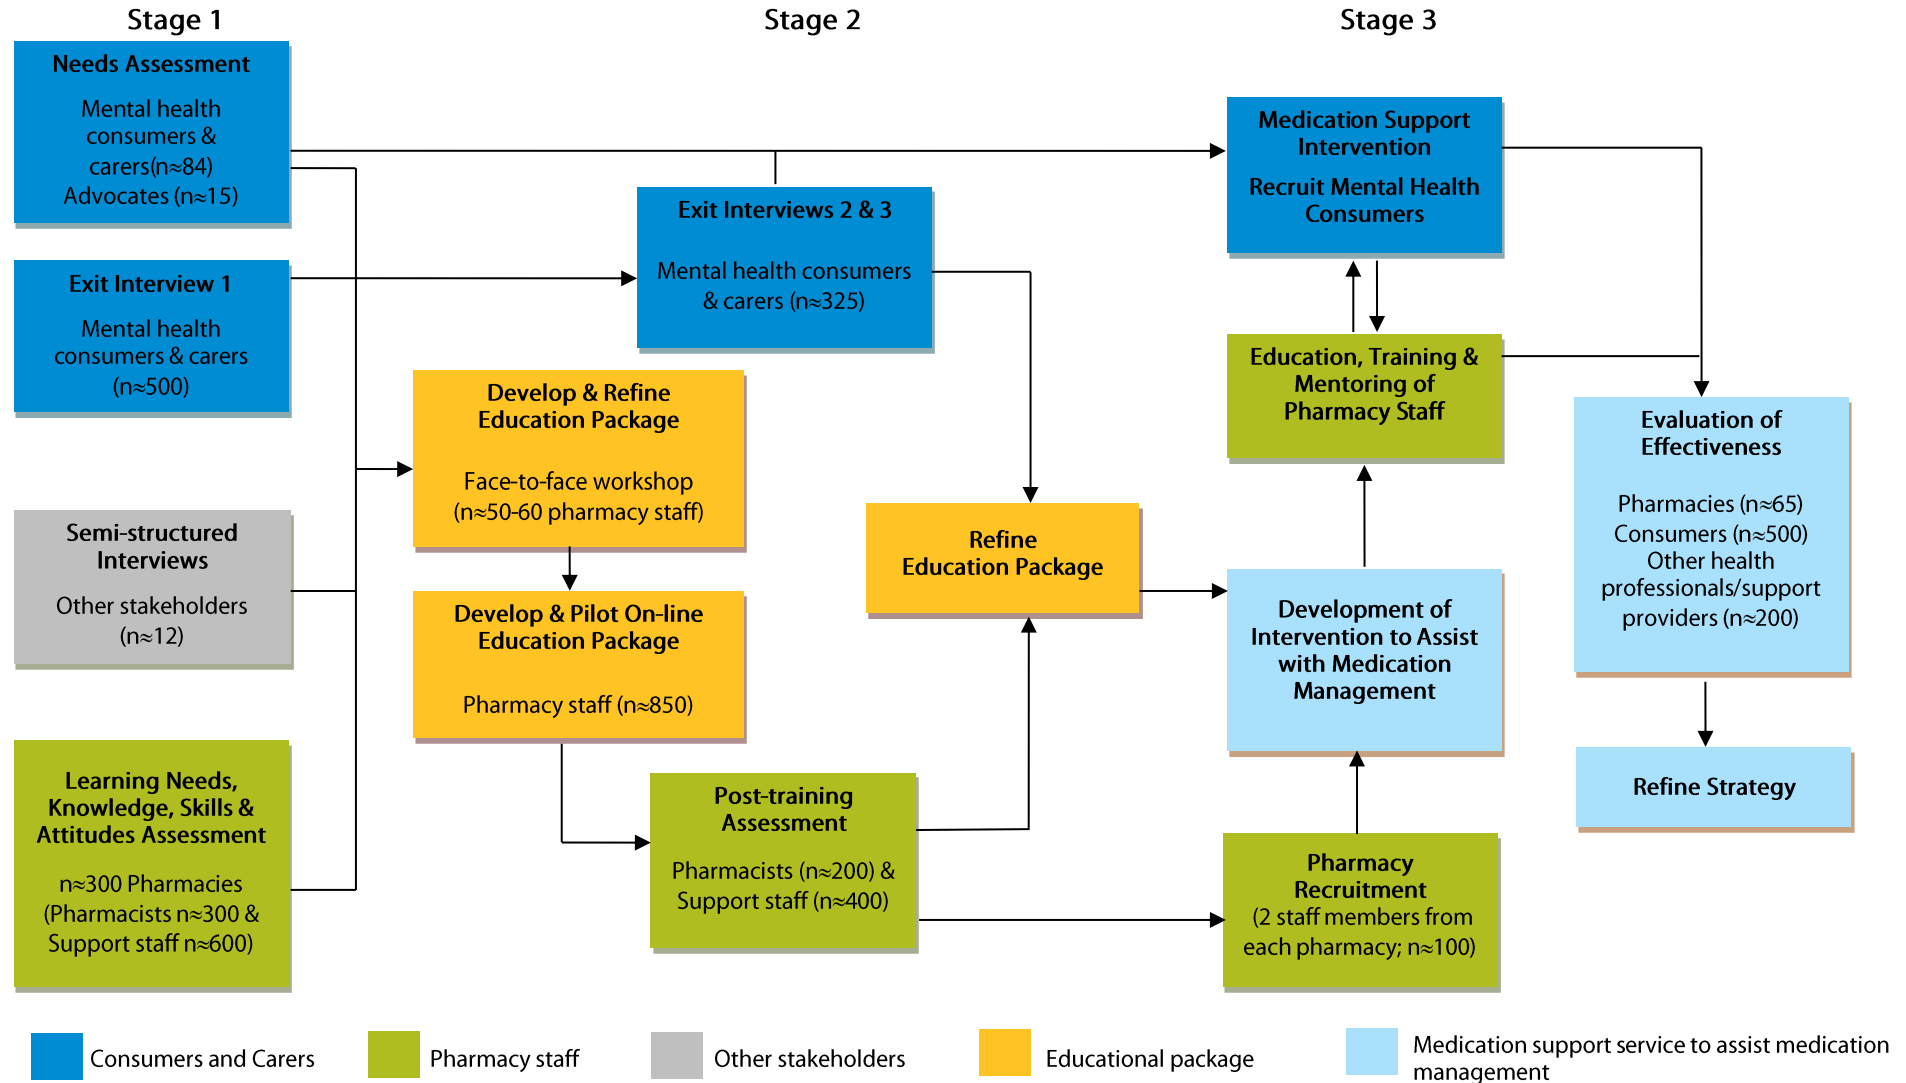 Stage 1
Stage 2
Stage 3
Needs Assessment
Mental health
consumers &
carers(n≈84)
Advocates (n≈15)
Exit Interview 1
Mental health
consumers & carers
(n≈500)
Semi-structured
Interviews
Other stakeholders
(n≈12)
Learning Needs,
Knowledge, Skills &
Attitudes Assessment
n≈300 Pharmacies
(Pharmacists n≈300 &
Support staff n≈600)
Exit Interviews 2 & 3
Mental health consumers
& carers (n≈325)
Develop & Refine
Education Package
Face-to-face workshop
(n≈50-60 pharmacy staff)
Develop & Pilot On-line
Education Package
Pharmacy staff (n≈850)
Post-training
Assessment
Pharmacists (n≈200) &
Support staff (n≈400)
Refine
Education Package
Medication Support
Intervention
Recruit Mental Health
Consumers
Education, Training &
Mentoring of
Pharmacy Staff
Development of
Intervention to Assist
with Medication
Management
Pharmacy
Recruitment
(2 staff members from
each pharmacy; n≈100)
Evaluation of
Effectiveness
Pharmacies (n≈65)
Consumers (n≈500)
Other health
professionals/support
providers (n≈200)
Refine Strategy
Consumers and Carers
Pharmacy staff
Other stakeholders
Educational package
Medication support service to assist medication
management